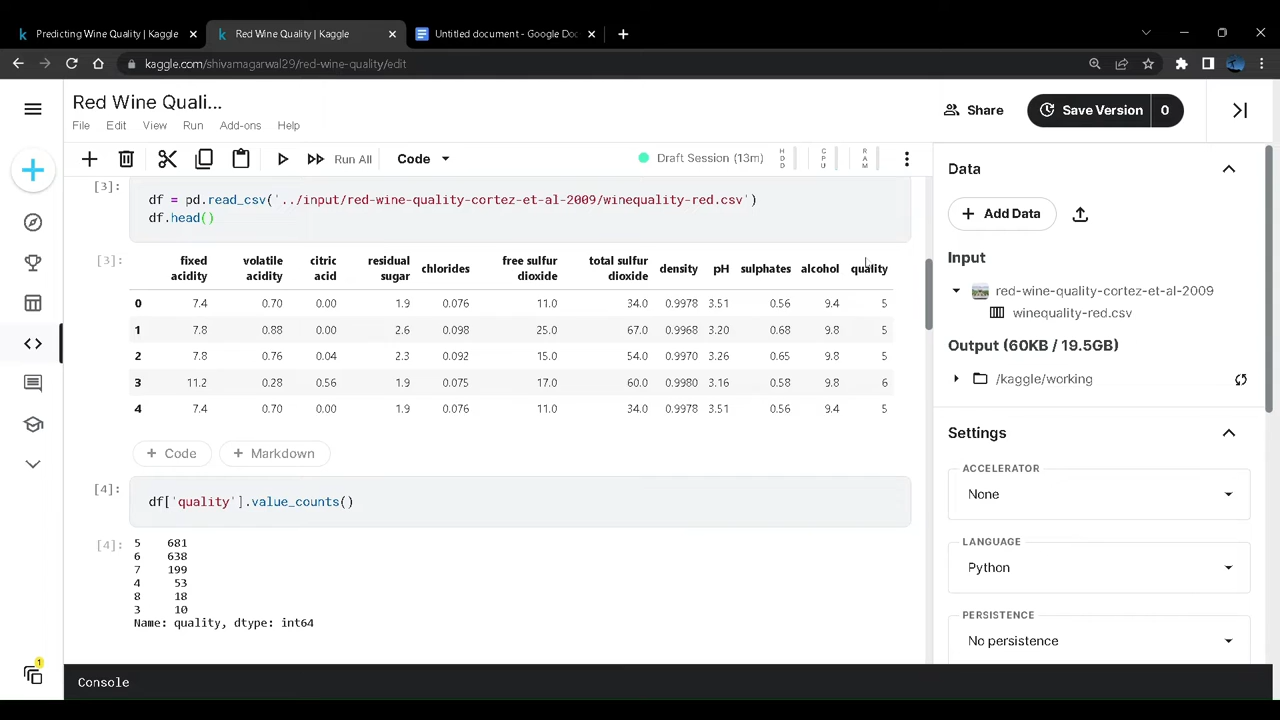 Predicting Wine Quality | Kaggle
Red Wine Quality | Kaggle
Untitled document - Google Doc
kaggle.com/shivamagarwal29/red-wine-quality/edit
Red Wine Quali...
File Edit View Run Add-ons Help
Share
Save Version 0
Run All
Code
Draft Session (13m)
HDD
CPU
RAM
[3]:
df = pd.read_csv('../input/red-wine-quality-cortez-et-al-2009/winequality-red.csv')
df.head()
[3]:
fixed acidity volatile acidity citric acid residual sugar chlorides free sulfur dioxide total sulfur dioxide density pH sulphates alcohol quality
0 7.4 0.70 0.00 1.9 0.076 11.0 34.0 0.9978 3.51 0.56 9.4 5
1 7.8 0.88 0.00 2.6 0.098 25.0 67.0 0.9968 3.20 0.68 9.8 5
2 7.8 0.76 0.04 2.3 0.092 15.0 54.0 0.9970 3.26 0.65 9.8 5
3 11.2 0.28 0.56 1.9 0.075 17.0 60.0 0.9980 3.16 0.58 9.8 6
4 7.4 0.70 0.00 1.9 0.076 11.0 34.0 0.9978 3.51 0.56 9.4 5
+ Code + Markdown
[4]:
df['quality'].value_counts()
[4]:
5 681
6 638
7 199
4 53
8 18
3 10
Name: quality, dtype: int64
Console
1
Data
+ Add Data
Input
red-wine-quality-cortez-et-al-2009
winequality-red.csv
Output (60KB / 19.5GB)
/kaggle/working
Settings
ACCELERATOR
None
LANGUAGE
Python
PERSISTENCE
No persistence